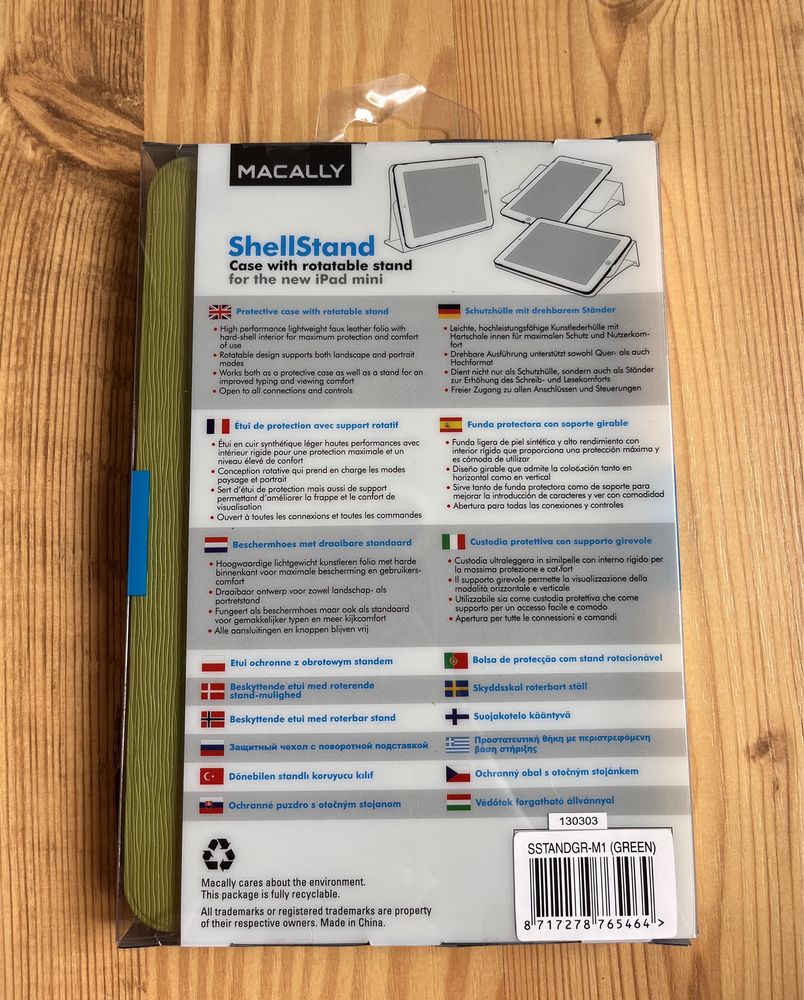 MACALLY
ShellStand
Case with rotatable stand
for the new iPad mini
Protective case with rotatable stand
• High performance lightweight faux leather folio with
hard-shell interior for maximum protection and comfort
of use
• Rotatable design supports both landscape and portrait
modes
• Works both as a protective case as well as a stand for an
improved typing and viewing comfort
• Open to all connections and controls
Schutzhülle mit drehbarem Ständer
• Leichte, hochleistungsfähige Kunstlederhülle mit
Hartschale innen für maximalen Schutz und Nutzerkom-
fort
• Drehbare Ausführung unterstützt sowohl Quer- als auch
Hochformat
• Dient nicht nur als Schutzhülle, sondern auch als Ständer
zur Erhöhung des Schreib- und Lesekomforts
• Freier Zugang zu allen Anschlüssen und Steuerungen
Étui de protection avec support rotatif
• Étui en cuir synthétique léger hautes performances avec
intérieur rigide pour une protection maximale et un
niveau élevé de confort
• Conception rotative qui prend en charge les modes
paysage et portrait
• Sert d'étui de protection mais aussi de support
permettant d'améliorer la frappe et le confort de
visualisation
• Ouvert à toutes les connexions et toutes les commandes
Funda protectora con soporte girable
• Funda ligera de piel sintética y alto rendimiento con
interior rígido que proporciona una protección máxima y
es cómoda de utilizar
• Diseño girable que admite la colocación tanto en
horizontal como en vertical
• Sirve tanto de funda protectora como de soporte para
mejorar la introducción de caracteres y ver con comodidad
• Abertura para todas las conexiones y controles
Beschermhoes met draaibare standaard
• Hoogwaardige lichtgewicht kunstleren folio met harde
binnenkant voor maximale bescherming en gebruikers-
comfort
• Draaibaar ontwerp voor zowel landschap- als
portretstand
• Fungeert als beschermhoes maar ook als standaard
voor gemakkelijker typen en meer kijkcomfort
• Alle aansluitingen en knoppen blijven vrij
Custodia protettiva con supporto girevole
• Custodia ultraleggera in similpelle con interno rigido per
la massima protezione e comfort
• Il supporto girevole permette la visualizzazione della
modalità orizzontale e verticale
• Utilizzabile sia come custodia protettiva che come
supporto per un accesso facile e comodo
• Apertura per tutte le connessioni e comandi
Etui ochronne z obrotowym standem
Bolsa de protecção com stand rotacionável
Beskyttende etui med roterende
stand-mulighed
Skyddsskal roterbart ställ
Beskyttende etui med roterbar stand
Suojakotelo kääntyvä
Защитный чехол с поворотной подставкой
Προστατευτική θήκη με περιστρεφόμενη
βάση στήριξης
Dönebilen standlı koruyucu kılıf
Ochranný obal s otočným stojánkem
Ochranné puzdro s otočným stojanom
Védőtok forgatható állvánnyal
130303
SSTANDGR-M1 (GREEN)
8 717278 765464 >
Macally cares about the environment.
This package is fully recyclable.
All trademarks or registered trademarks are property
of their respective owners. Made in China.